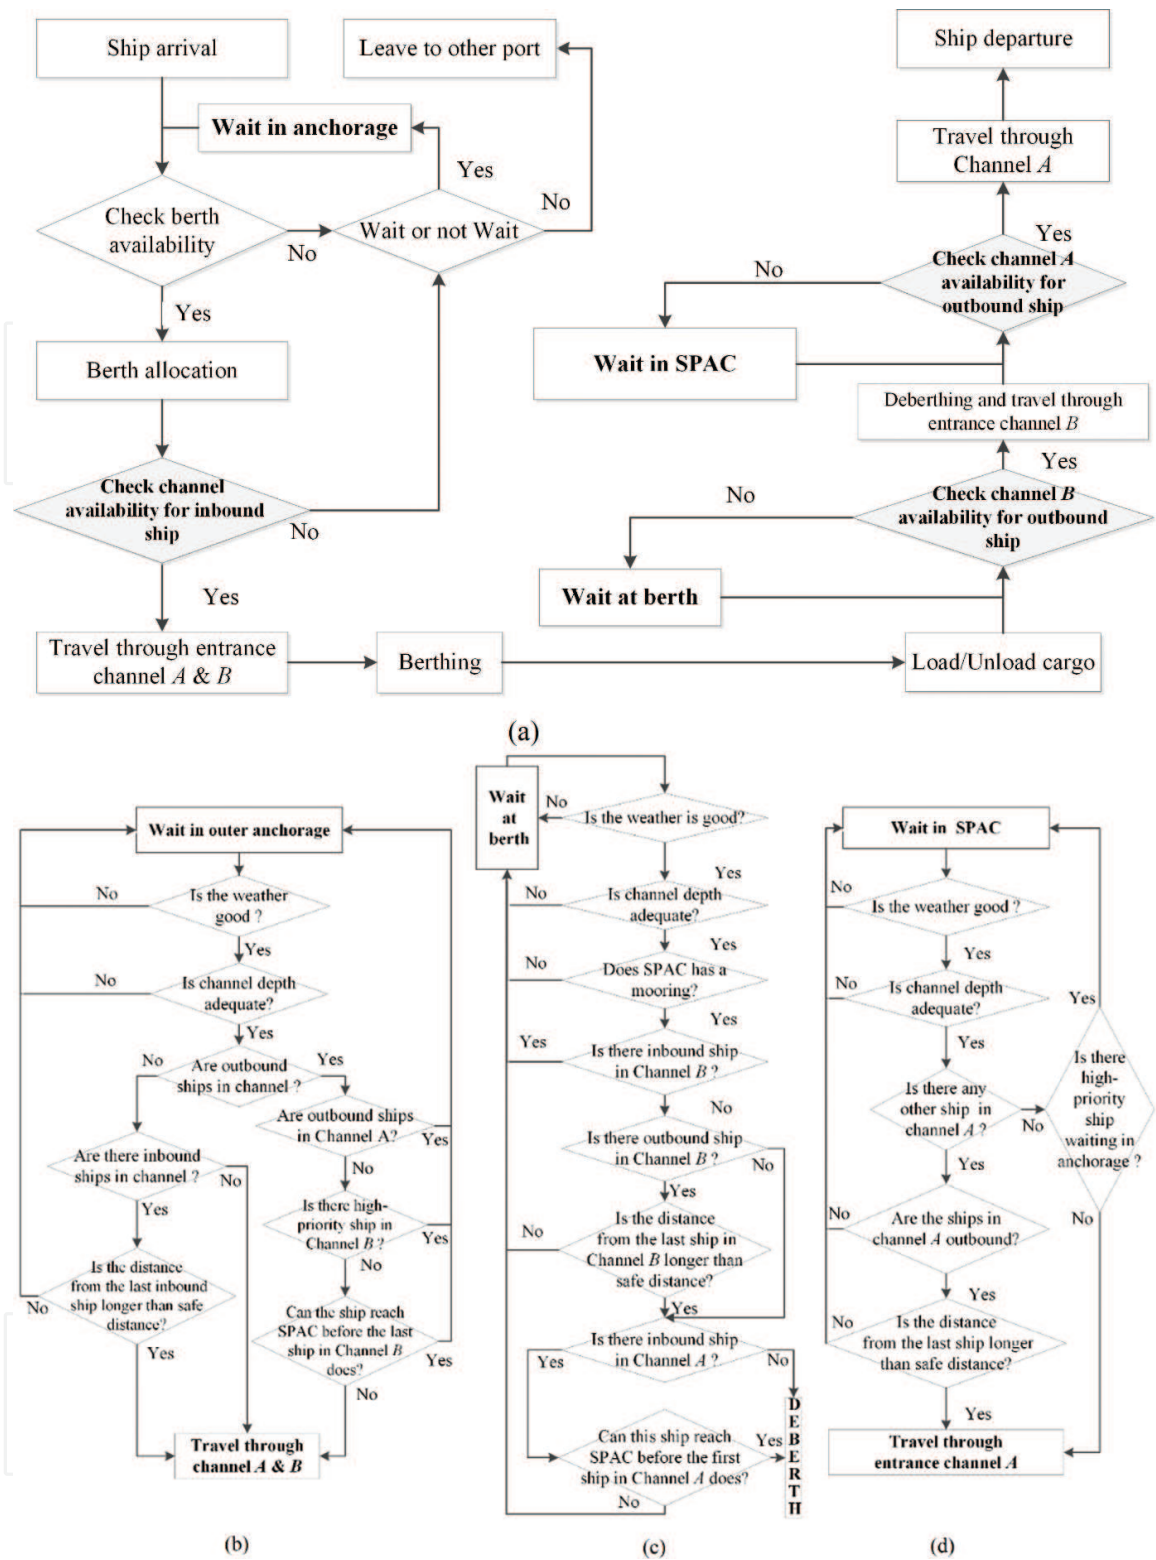 Ship arrival
Leave to other port
Wait in anchorage
Yes
No
Check berth
availability
No
Wait or not Wait
Yes
Berth allocation
Check channel
availability for inbound
ship
No
Yes
Travel through entrance
channel A & B
Berthing
Load/Unload cargo
Ship departure
Travel through
Channel A
Yes
Check channel A
availability for
outbound ship
No
Wait in SPAC
Deberthing and travel through
entrance channel B
Yes
No
Check channel B
availability for outbound
ship
Wait at berth
(a)
Wait in outer anchorage
No
Is the weather
good ?
Yes
No
Is channel depth
adequate?
Yes
No
Yes
Are outbound
ships in channel ?
Are outbound ships
in Channel A?
Yes
Are there inbound
ships in channel ?
No
No
Yes
Is there high-
priority ship in
Channel B ?
Yes
No
Is the distance
from the last inbound
ship longer than safe
distance?
No
Yes
Can the ship reach
SPAC before the last
ship in Channel B
does?
Yes
No
Travel through
channel A & B
(b)
Wait
at
berth
No
Is the weather is good?
Yes
No
Is channel depth
adequate?
Yes
No
Does SPAC has a
mooring?
Yes
Yes
Is there inbound ship
in Channel B ?
No
Is there outbound ship
in Channel B ?
No
Yes
No
Is the distance
from the last ship in
Channel B longer than
safe distance?
Yes
Is there inbound ship
in Channel A ?
Yes
No
Can this ship reach
SPAC before the first
ship in Channel A does?
Yes
No
D
E
B
E
R
T
H
(c)
Wait in SPAC
No
Is the weather good ?
Yes
No
Is channel depth
adequate?
Yes
Yes
Is there
high-
priority
ship
waiting in
anchorage ?
Is there any
other ship in
channel A ?
No
Yes
No
No
Are the ships in
channel A outbound?
Yes
No
Is the distance
from the last ship longer
than safe distance?
Yes
Travel through
entrance channel A
(d)